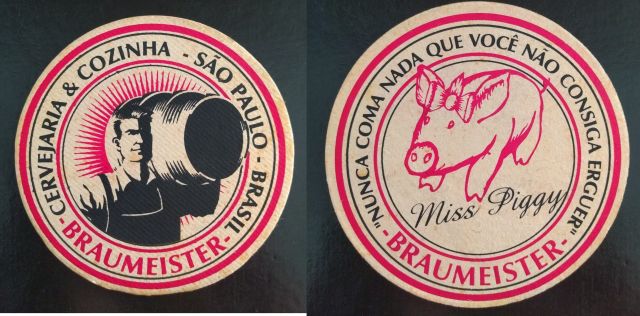 CERVEJARIA & COZINHA - SÃO PAULO - BRASIL
-BRAUMEISTER-
"NUNCA COMA NADA QUE VOCÊ NÃO CONSIGA ERGUER"
Miss Piggy
-BRAUMEISTER-